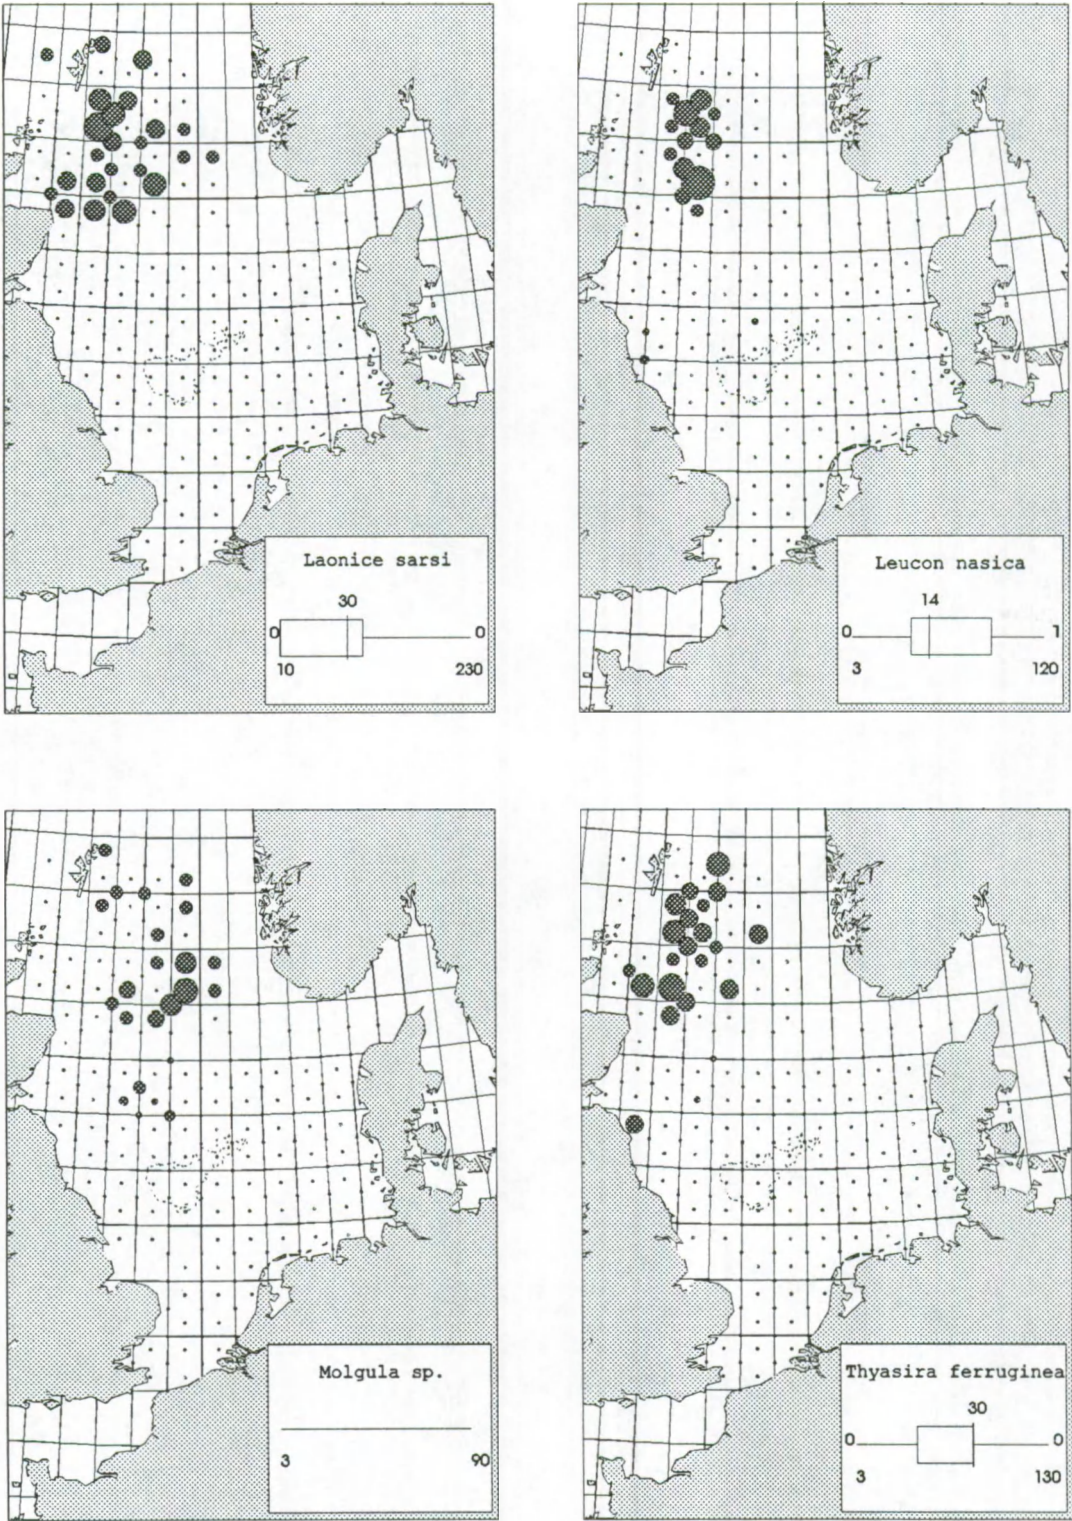 Laonice sarsi
30
0 0
10 230
Leucon nasica
14
0 1
3 120
Molgula sp.
3 90
Thyasira ferruginea
30
0 0
3 130